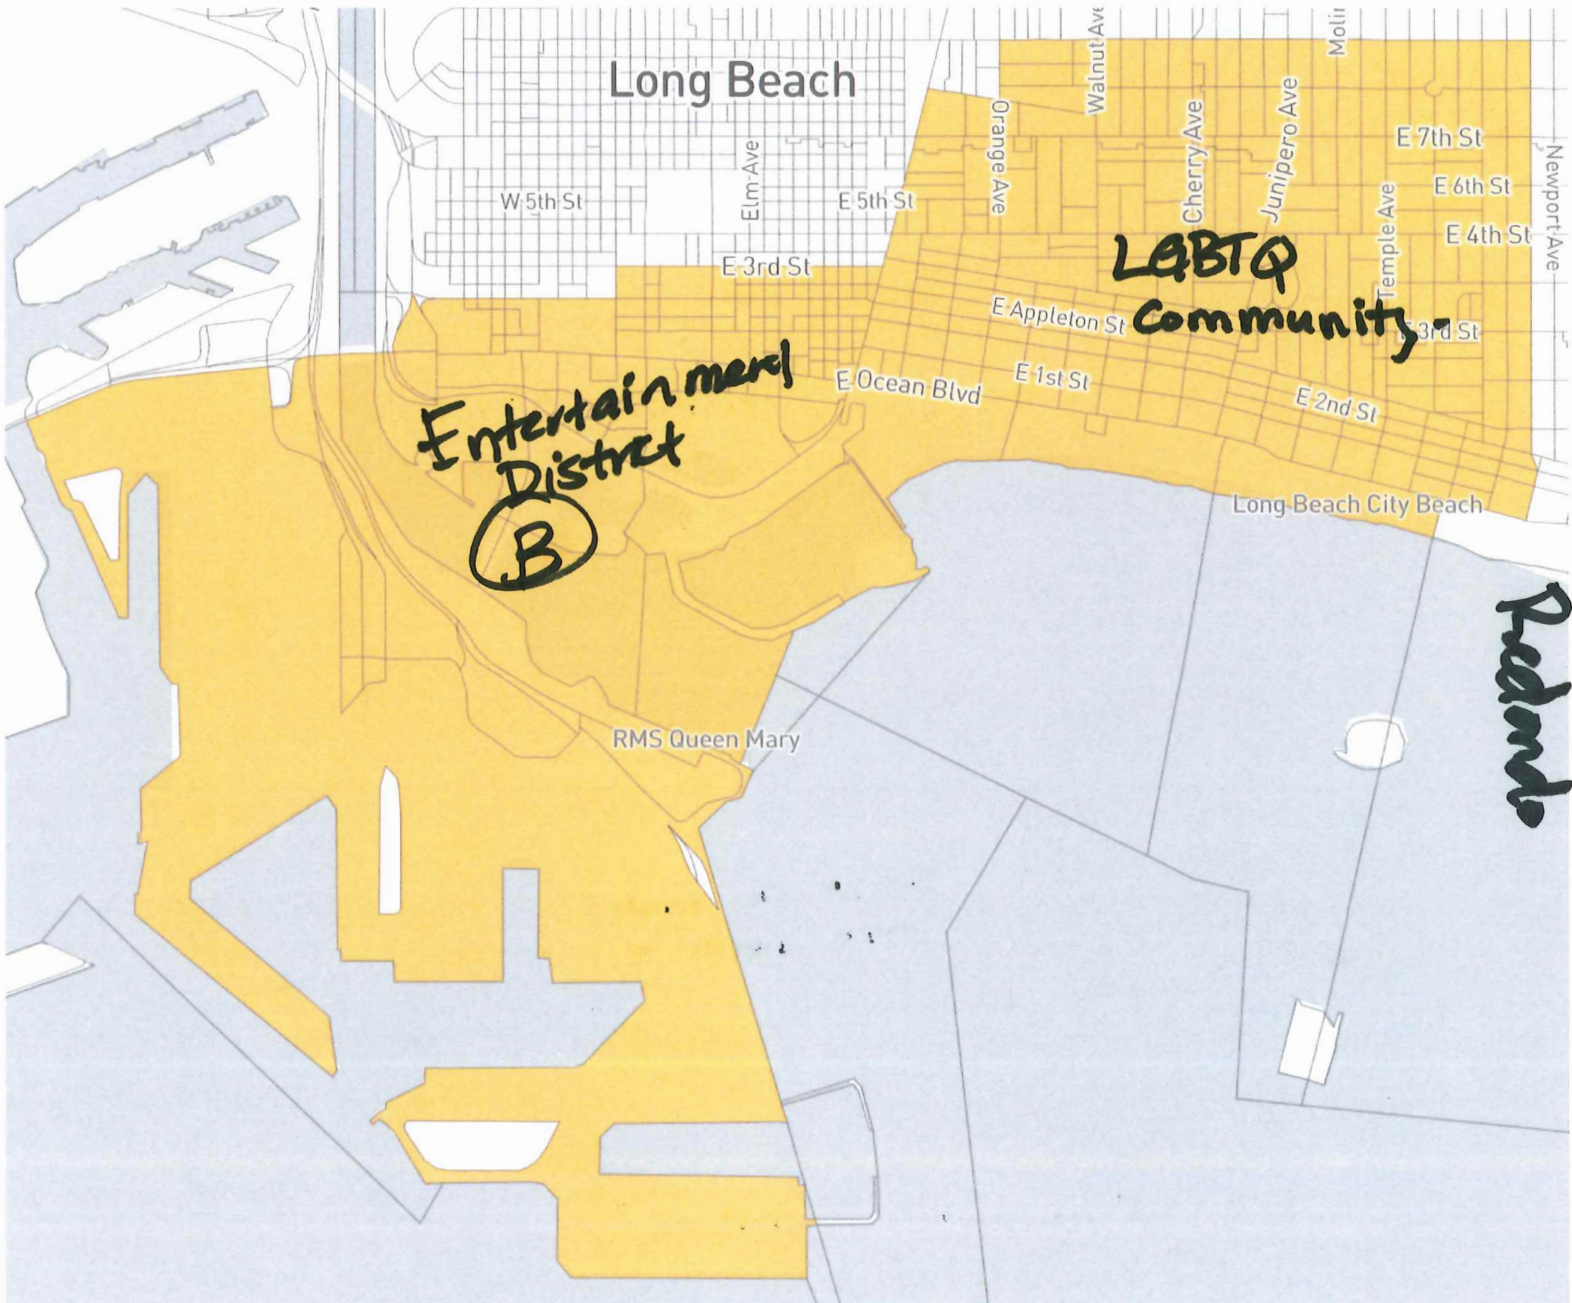 Long Beach
Walnut Ave
Orange Ave
Cherry Ave
Junipero Ave
E 7th St
W 5th St
Elm Ave
E 5th St
E 6th St
Newport Ave
Temple Ave
E 4th St
LGBTQ
Community
E 3rd St
E Appleton St
3rd St
Entertainment
District
B
E Ocean Blvd
E 1st St
E 2nd St
Long Beach City Beach
Redondo
RMS Queen Mary